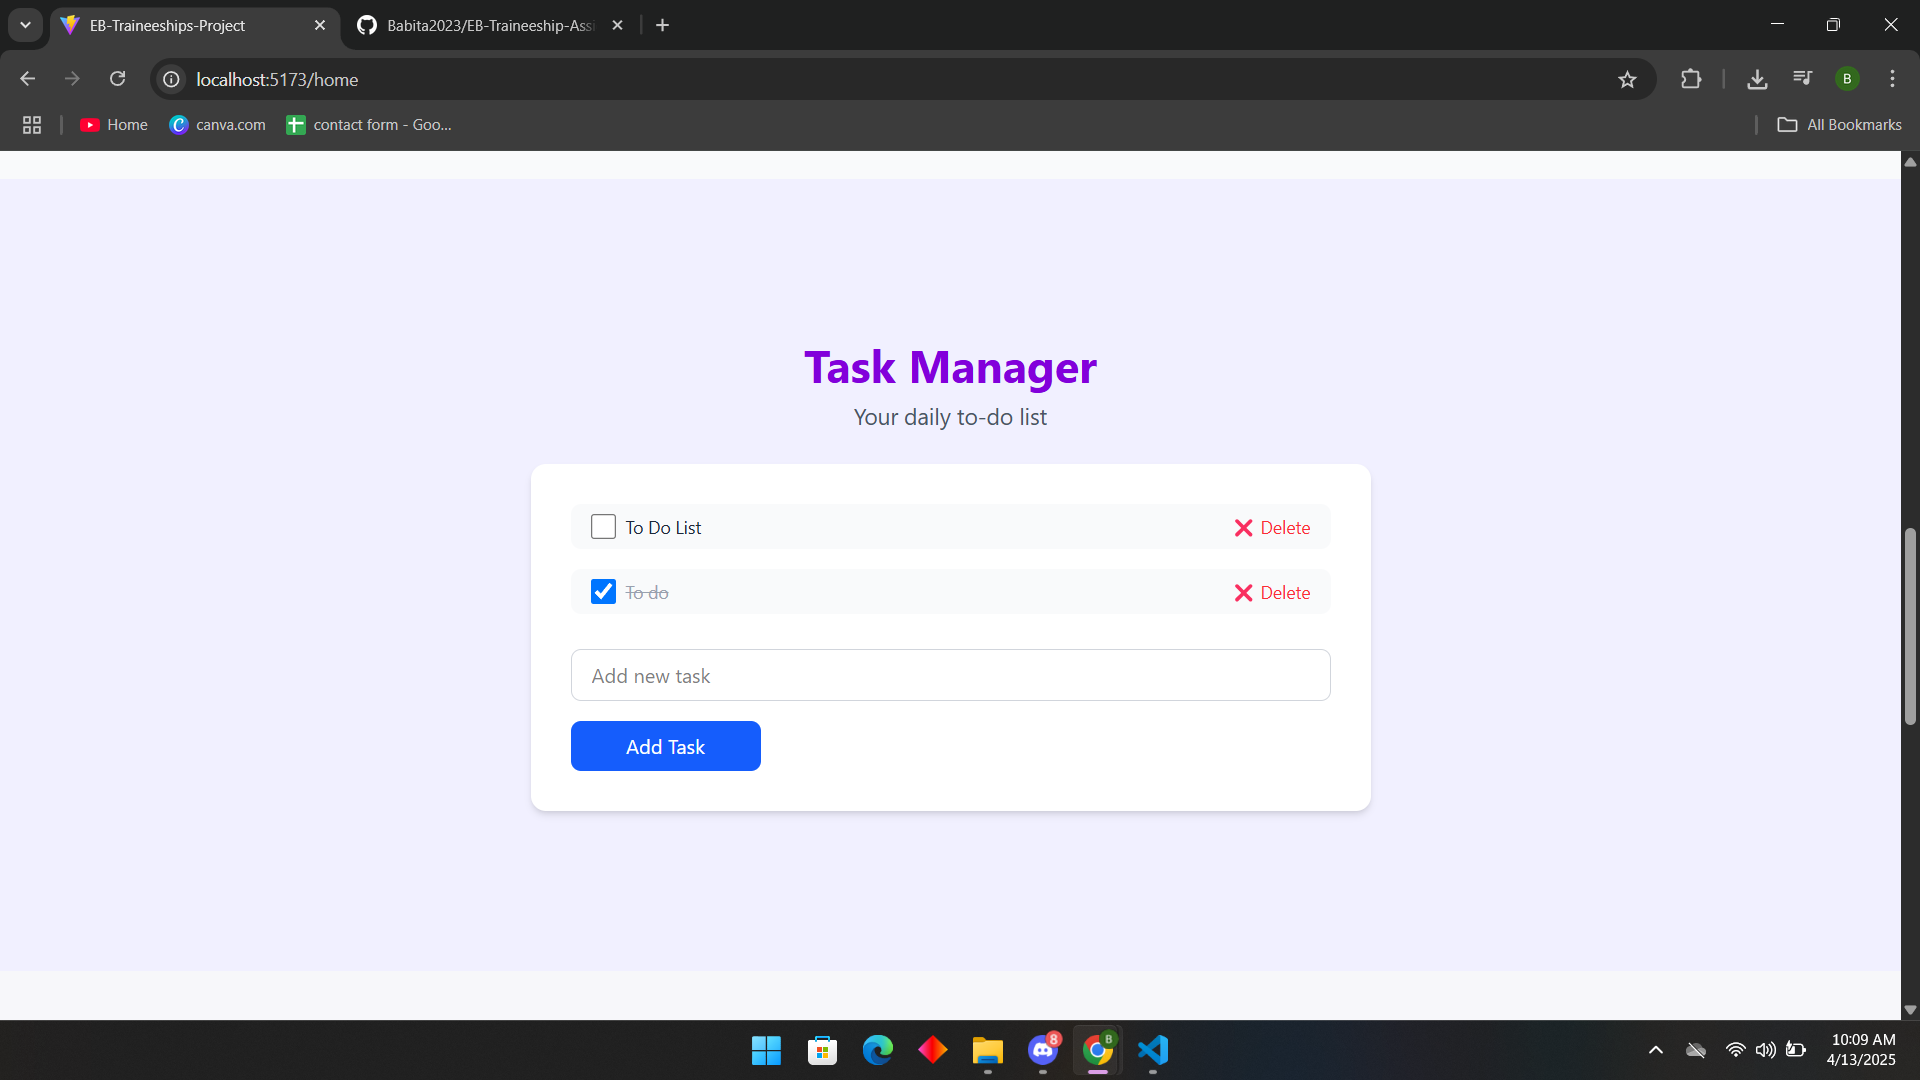 EB-Traineeships-Project
Babita2023/EB-Traineeship-Assi
localhost:5173/home
B
Home
canva.com
contact form - Goo...
All Bookmarks
Task Manager
Your daily to-do list
To Do List
Delete
To do
Delete
Add new task
Add Task
8
B
10:09 AM
4/13/2025